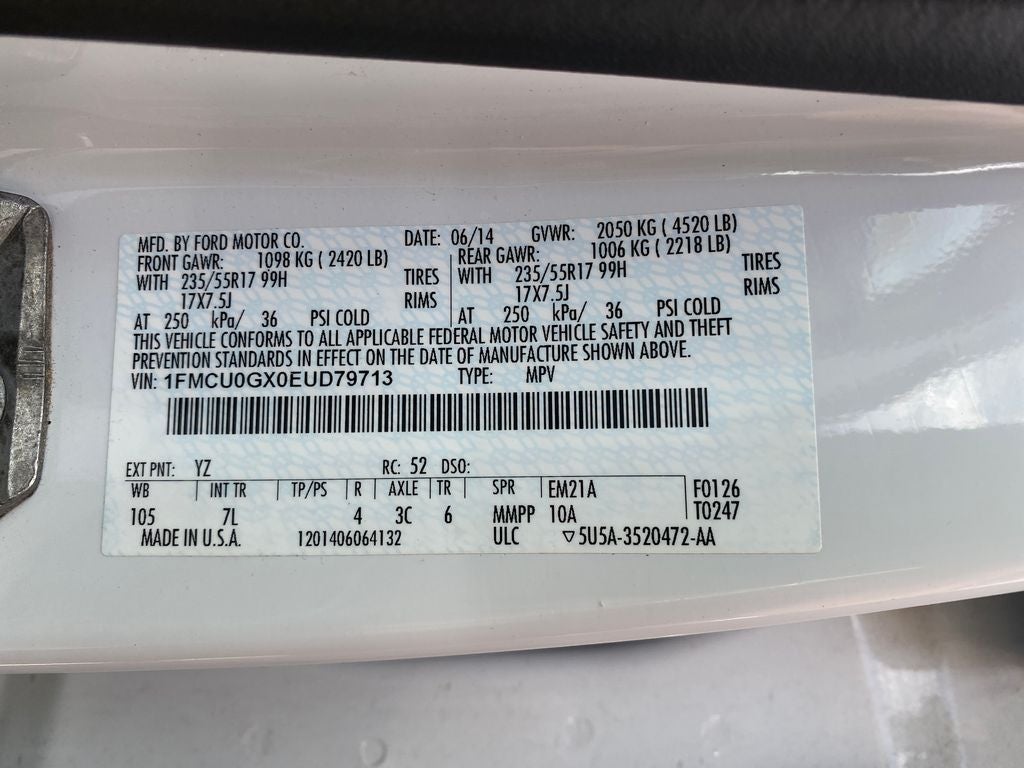 MFD. BY FORD MOTOR CO. DATE: 06/14 GVWR: 2050 KG ( 4520 LB)
FRONT GAWR: 1098 KG ( 2420 LB) REAR GAWR: 1006 KG ( 2218 LB)
WITH 235/55R17 99H TIRES WITH 235/55R17 99H TIRES
17X7.5J RIMS 17X7.5J RIMS
AT 250 kPa/ 36 PSI COLD AT 250 kPa/ 36 PSI COLD
THIS VEHICLE CONFORMS TO ALL APPLICABLE FEDERAL MOTOR VEHICLE SAFETY AND THEFT
PREVENTION STANDARDS IN EFFECT ON THE DATE OF MANUFACTURE SHOWN ABOVE.
VIN: 1FMCU0GX0EUD79713 TYPE: MPV
EXT PNT: YZ RC: 52 DSO:
WB INT TR TP/PS R AXLE TR SPR EM21A F0126
105 7L 4 3C 6 MMPP 10A T0247
MADE IN U.S.A. 1201406064132 ULC ▽5U5A-3520472-AA